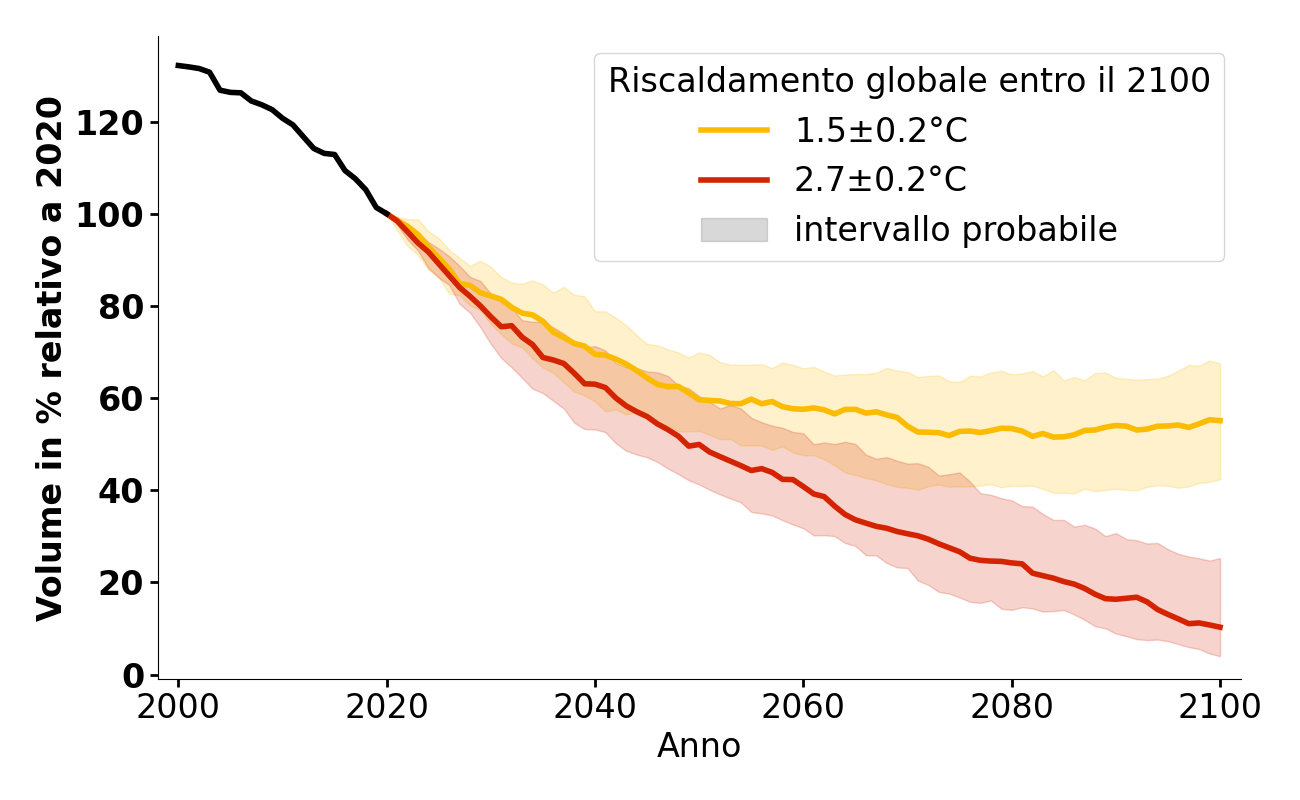 Riscaldamento globale entro il 2100
1.5±0.2°C
2.7±0.2°C
intervallo probabile
Volume in % relativo a 2020
120
100
80
60
40
20
0
2000 2020 2040 2060 2080 2100
Anno